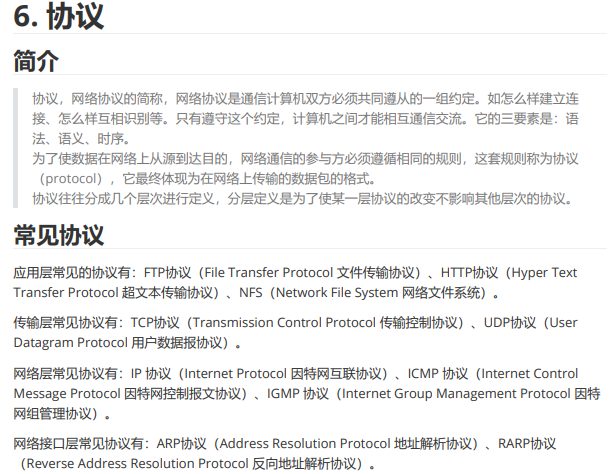 6. 协议
简介
协议，网络协议的简称，网络协议是通信计算机双方必须共同遵从的一组约定。如怎么样建立连
接、怎么样互相识别等。只有遵守这个约定，计算机之间才能相互通信交流。它的三要素是：语
法、语义、时序。
为了使数据在网络上从源到达目的，网络通信的参与方必须遵循相同的规则，这套规则称为协议
（protocol），它最终体现为在网络上传输的数据包的格式。
协议往往分成几个层次进行定义，分层定义是为了使某一层协议的改变不影响其他层次的协议。
常见协议
应用层常见的协议有：FTP协议（File Transfer Protocol 文件传输协议）、HTTP协议（Hyper Text
Transfer Protocol 超文本传输协议）、NFS（Network File System 网络文件系统）。
传输层常见协议有：TCP协议（Transmission Control Protocol 传输控制协议）、UDP协议（User
Datagram Protocol 用户数据报协议）。
网络层常见协议有：IP 协议（Internet Protocol 因特网互联协议）、ICMP 协议（Internet Control
Message Protocol 因特网控制报文协议）、IGMP 协议（Internet Group Management Protocol 因特
网组管理协议）。
网络接口层常见协议有：ARP协议（Address Resolution Protocol 地址解析协议）、RARP协议
（Reverse Address Resolution Protocol 反向地址解析协议）。